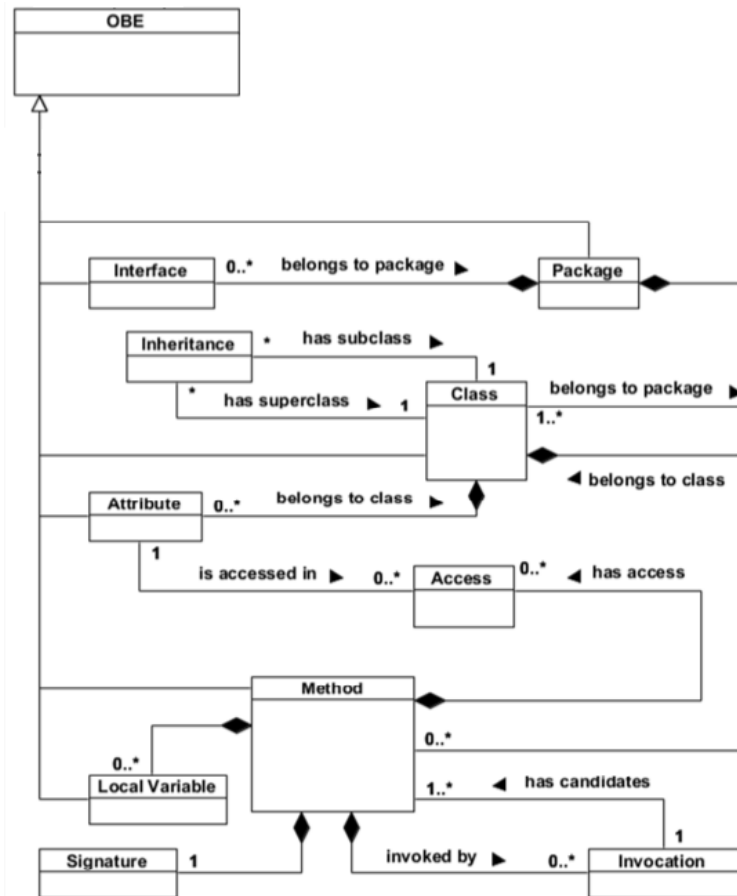 OBE
Interface 0..* belongs to package ► Package
Inheritance * has subclass ►
1
* has superclass ► 1 Class belongs to package ►
1..*
◄ belongs to class
Attribute 0..* belongs to class ►
1
is accessed in ► 0..* Access 0..* ◄ has access
Method
0..*
0..*
Local Variable 1..* ◄ has candidates
1
Signature 1 invoked by ► 0..* Invocation